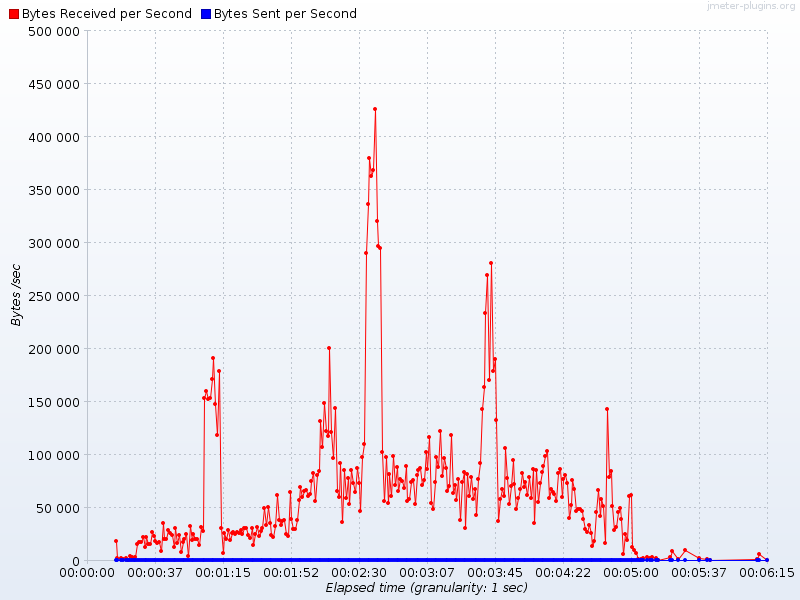 Bytes Received per Second Bytes Sent per Second
jmeter-plugins.org
500 000
450 000
400 000
350 000
300 000
250 000
200 000
150 000
100 000
50 000
0
Bytes /sec
00:00:00 00:00:37 00:01:15 00:01:52 00:02:30 00:03:07 00:03:45 00:04:22 00:05:00 00:05:37 00:06:15
Elapsed time (granularity: 1 sec)